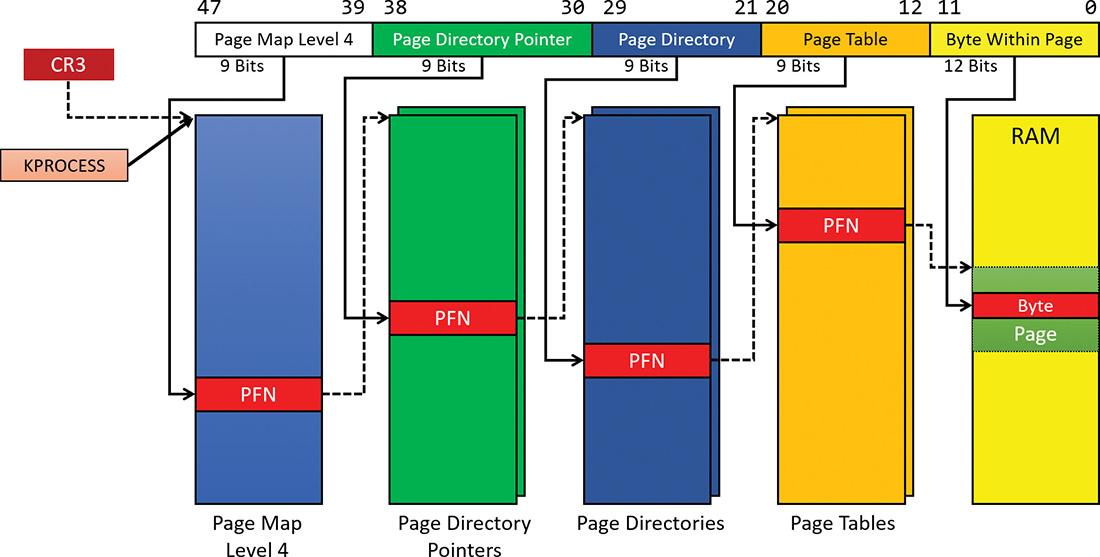 47 39 38 30 29 21 20 12 11 0
Page Map Level 4 Page Directory Pointer Page Directory Page Table Byte Within Page
9 Bits 9 Bits 9 Bits 9 Bits 12 Bits
CR3
KPROCESS
RAM
PFN
PFN
PFN
PFN
Byte
Page
Page Map
Level 4
Page Directory
Pointers
Page Directories
Page Tables